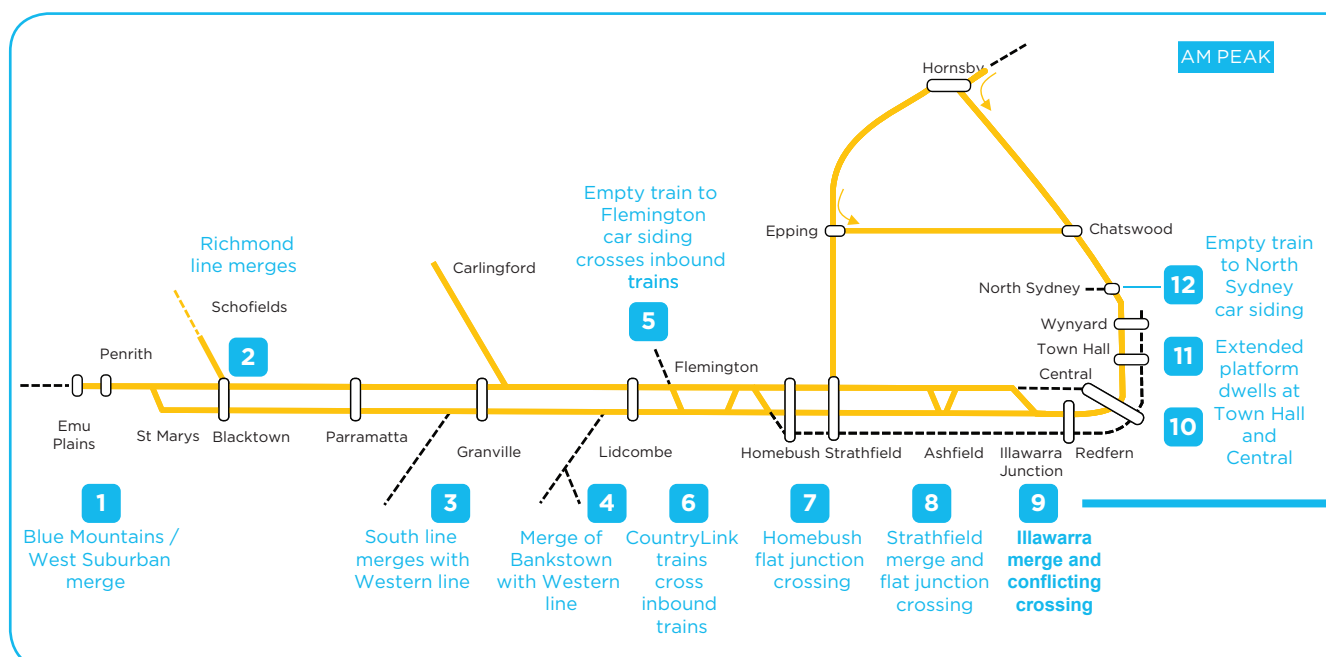 AM PEAK
Hornsby
Empty train to
Flemington
car siding
crosses inbound
trains
5
Richmond
line merges
Schofields
2
Carlingford
Epping
Chatswood
North Sydney
12
Empty train
to North
Sydney
car siding
Wynyard
Town Hall
Central
11
10
Extended
platform
dwells at
Town Hall
and
Central
Penrith
Flemington
Emu
Plains
St Marys
Blacktown
Parramatta
Granville
Lidcombe
Homebush
Strathfield
Ashfield
Illawarra
Junction
Redfern
1
Blue Mountains /
West Suburban
merge
3
South line
merges with
Western line
4
Merge of
Bankstown
with Western
line
6
CountryLink
trains
cross
inbound
trains
7
Homebush
flat junction
crossing
8
Strathfield
merge and
flat junction
crossing
9
Illawarra
merge and
conflicting
crossing